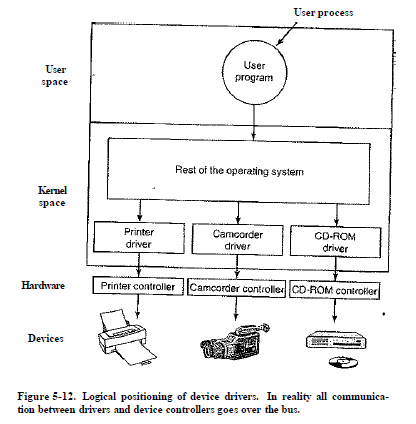 User process
User
space
User
program
Rest of the operating system
Kernel
space
Printer
driver
Camcorder
driver
CD-ROM
driver
Hardware
Printer controller
Camcorder controller
CD-ROM controller
Devices
Figure 5-12. Logical positioning of device drivers. In reality all communica-
tion between drivers and device controllers goes over the bus.